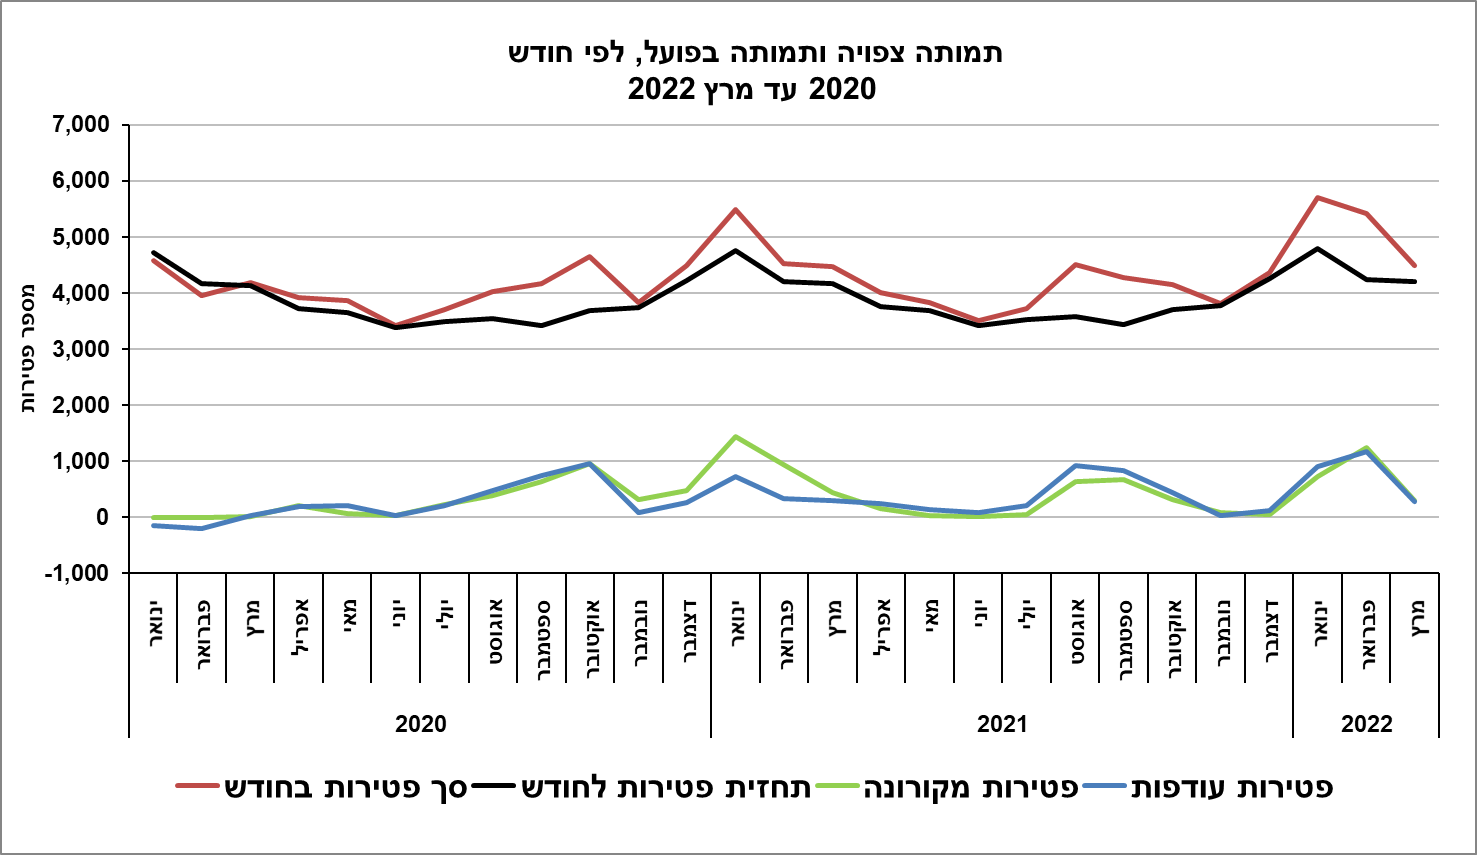 תמותה צפויה ותמותה בפועל, לפי חודש
2020 עד מרץ 2022
מספר פטירות
7,000
6,000
5,000
4,000
3,000
2,000
1,000
0
-1,000
ינואר
פברואר
מרץ
אפריל
מאי
יוני
יולי
אוגוסט
ספטמבר
אוקטובר
נובמבר
דצמבר
ינואר
פברואר
מרץ
אפריל
מאי
יוני
יולי
אוגוסט
ספטמבר
אוקטובר
נובמבר
דצמבר
ינואר
פברואר
מרץ
2020
2021
2022
סך פטירות בחודש
תחזית פטירות לחודש
פטירות מקורונה
פטירות עודפות